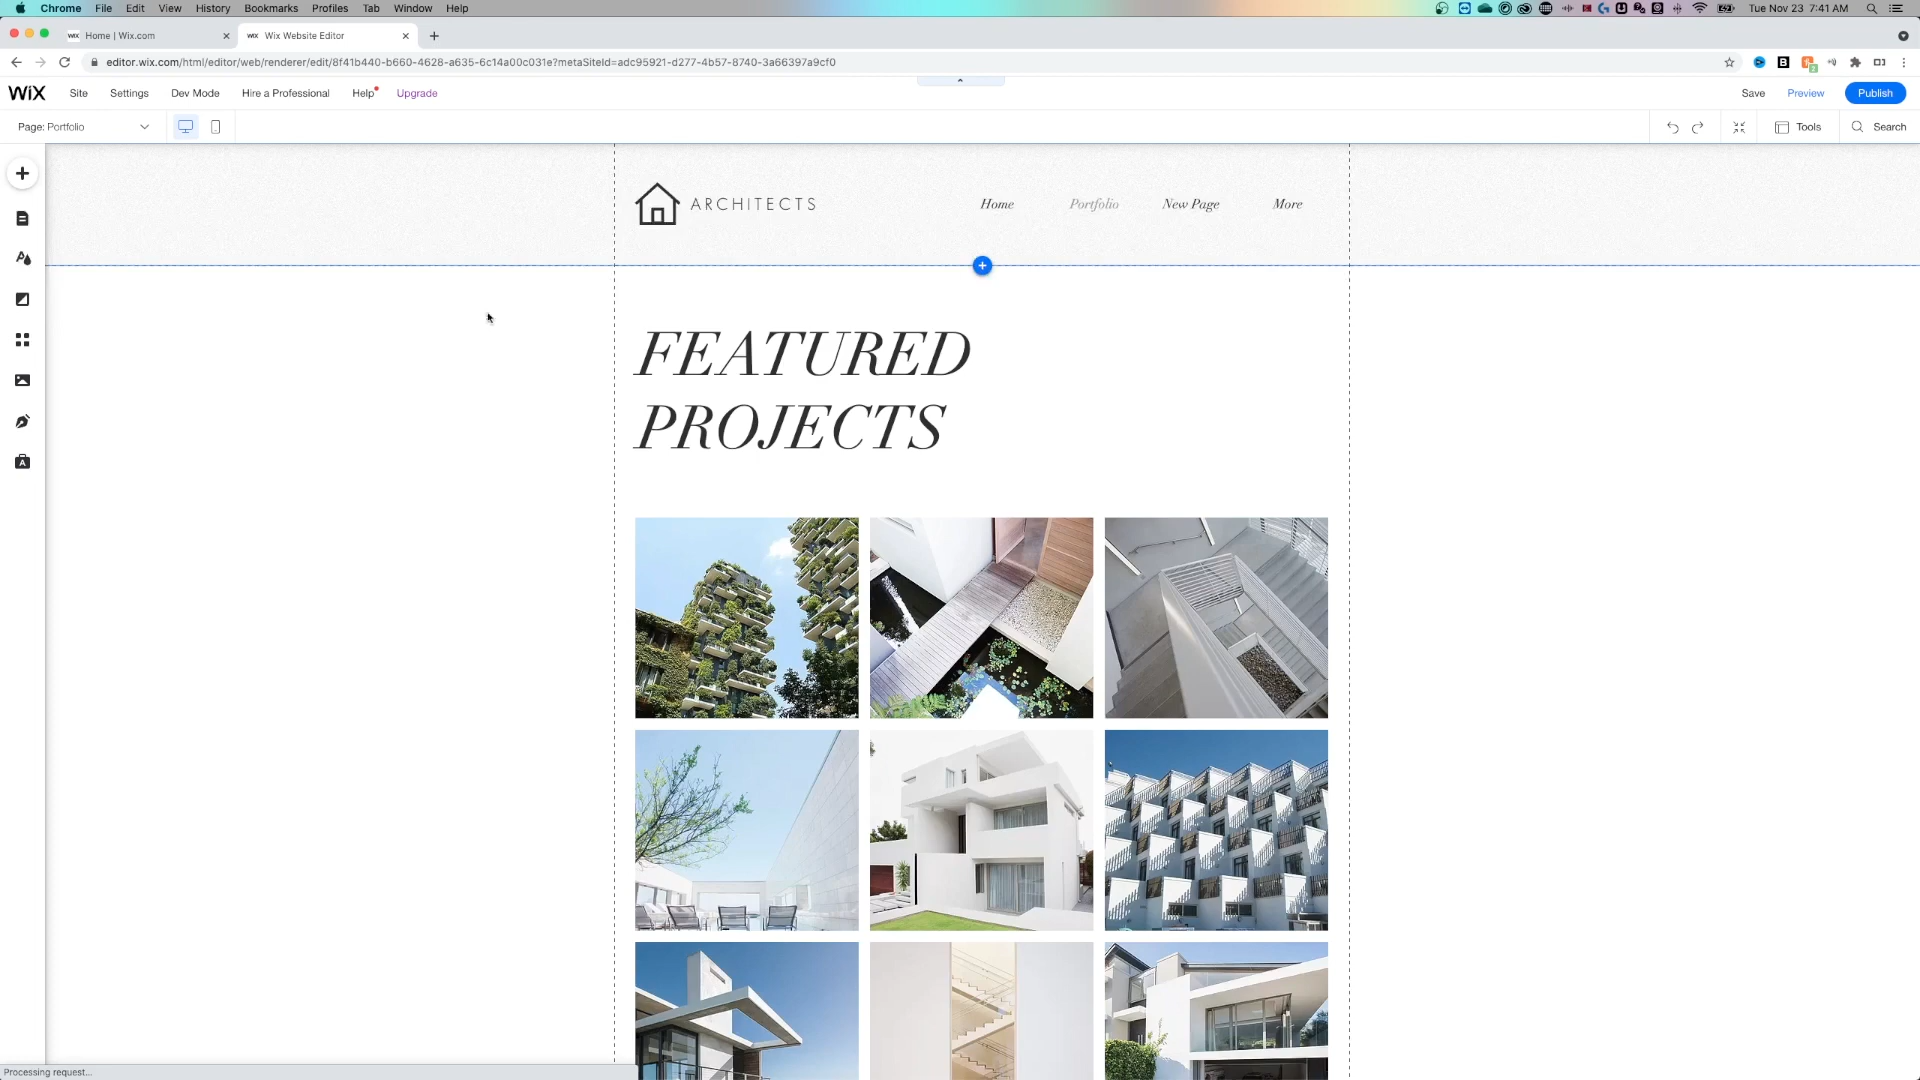 Chrome File Edit View History Bookmarks Profiles Tab Window Help Tue Nov 23 7:41 AM
WiX Home | Wix.com WiX Wix Website Editor
editor.wix.com/html/editor/web/renderer/edit/8f41b440-b660-4628-a635-6c14a00c031e?metaSiteId=adc95921-d277-4b57-8740-3a66397a9cf0
WiX Site Settings Dev Mode Hire a Professional Help Upgrade Save Preview Publish
Page: Portfolio Tools Search
ARCHITECTS Home Portfolio New Page More
FEATURED
PROJECTS
Processing request...